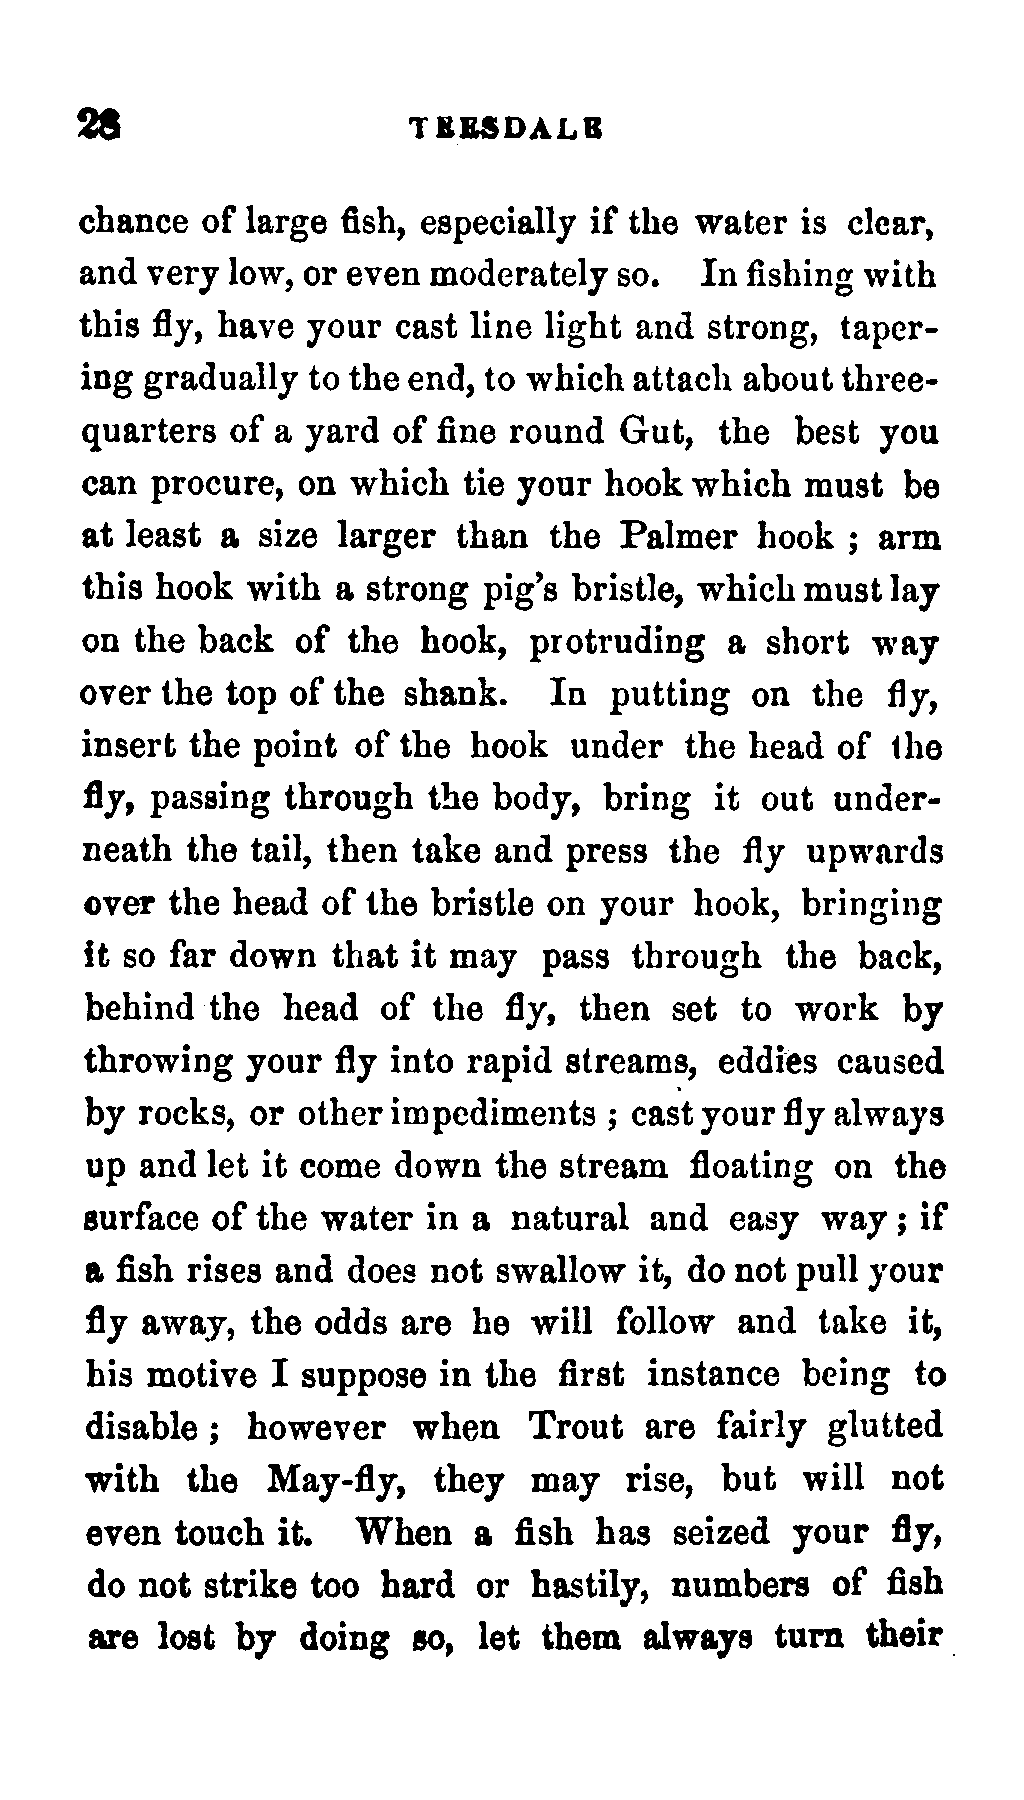 28 TEESDALE
chance of large fish, especially if the water is clear,
and very low, or even moderately so. In fishing with
this fly, have your cast line light and strong, taper-
ing gradually to the end, to which attach about three-
quarters of a yard of fine round Gut, the best you
can procure, on which tie your hook which must be
at least a size larger than the Palmer hook ; arm
this hook with a strong pig's bristle, which must lay
on the back of the hook, protruding a short way
over the top of the shank. In putting on the fly,
insert the point of the hook under the head of the
fly, passing through the body, bring it out under-
neath the tail, then take and press the fly upwards
over the head of the bristle on your hook, bringing
it so far down that it may pass through the back,
behind the head of the fly, then set to work by
throwing your fly into rapid streams, eddies caused
by rocks, or other impediments ; cast your fly always
up and let it come down the stream floating on the
surface of the water in a natural and easy way ; if
a fish rises and does not swallow it, do not pull your
fly away, the odds are he will follow and take it,
his motive I suppose in the first instance being to
disable ; however when Trout are fairly glutted
with the May-fly, they may rise, but will not
even touch it. When a fish has seized your fly,
do not strike too hard or hastily, numbers of fish
are lost by doing so, let them always turn their